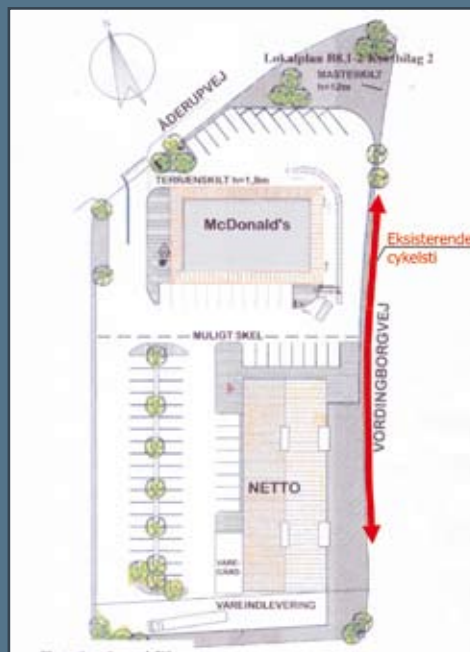 Lokalplan B8.1-2 Kortbilag 2
MASTESKILT
h=12m
ÅDERUPVEJ
TERRÆNSKILT h=1,8m
McDonald's
Eksisterende
cykelsti
VORDINGBORGVEJ
MULIGT SKEL
NETTO
VARE-
GÅRD
VAREINDLEVERING